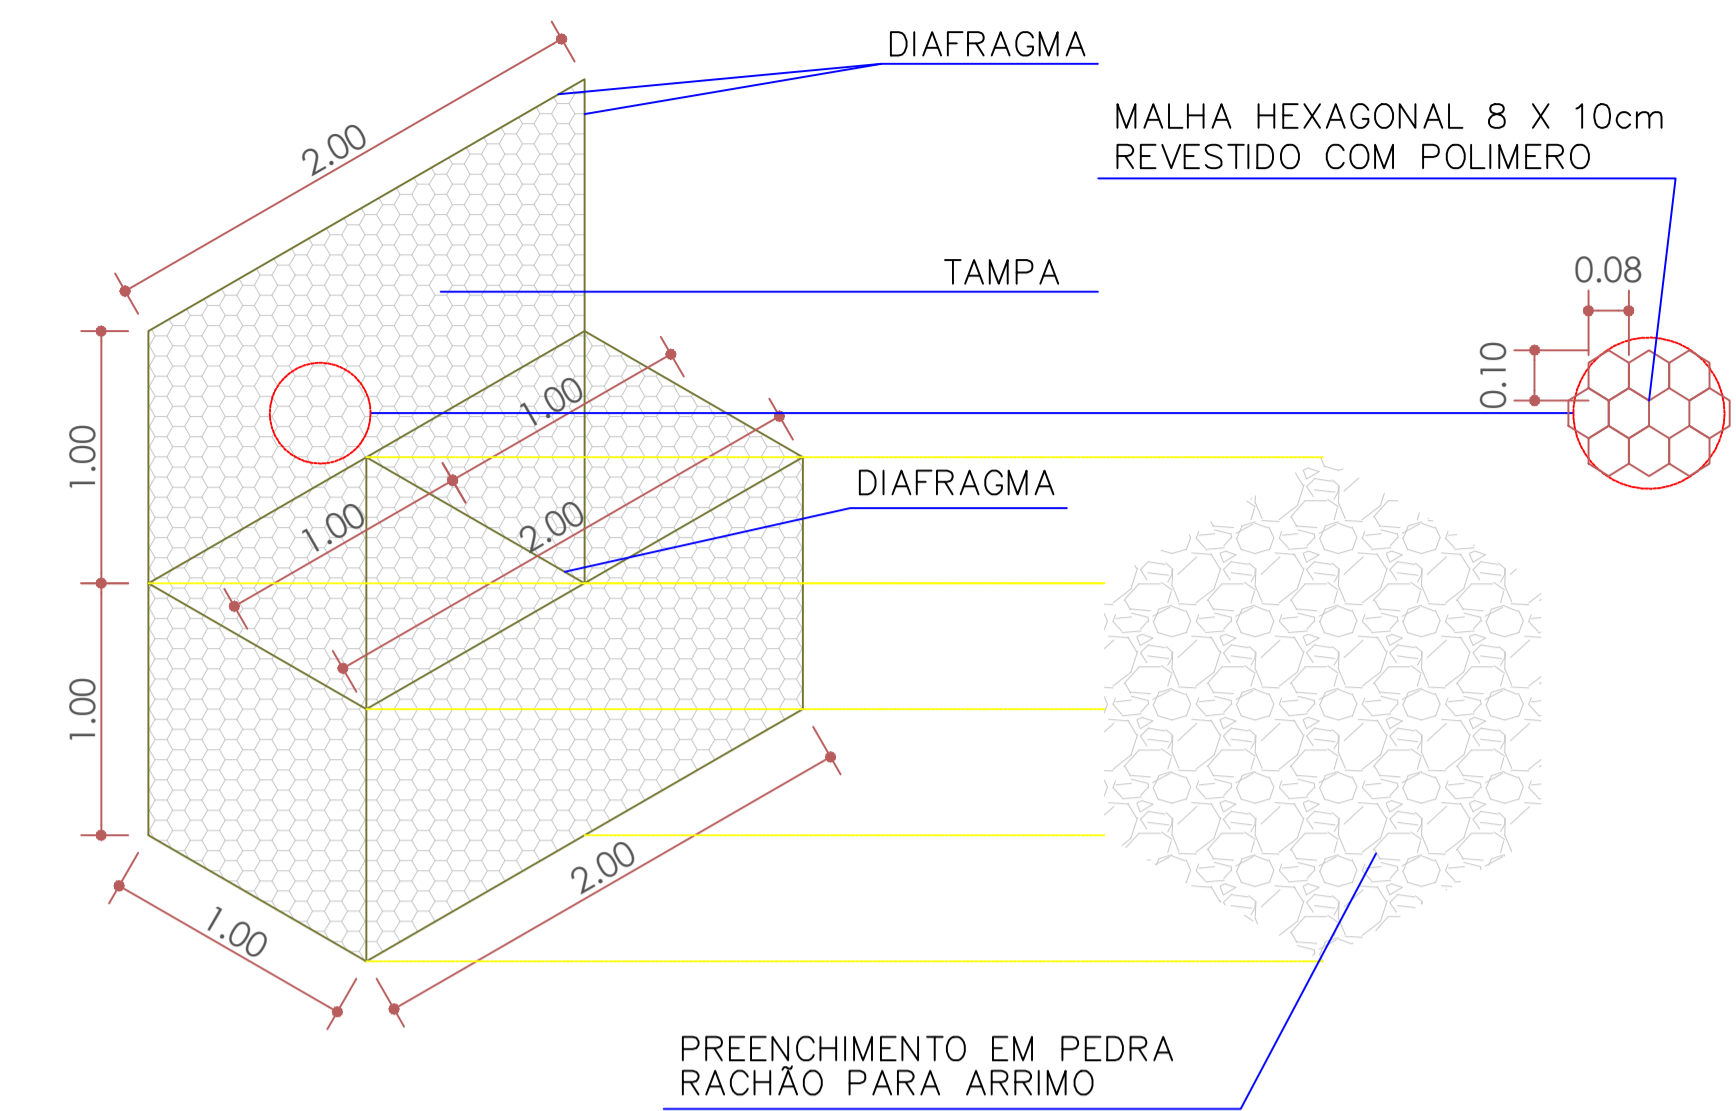 DIAFRAGMA
2.00
MALHA HEXAGONAL 8 X 10cm
REVESTIDO COM POLIMERO
TAMPA
0.08
0.10
1.00
1.00
DIAFRAGMA
1.00
2.00
1.00
2.00
1.00
PREENCHIMENTO EM PEDRA
RACHÃO PARA ARRIMO